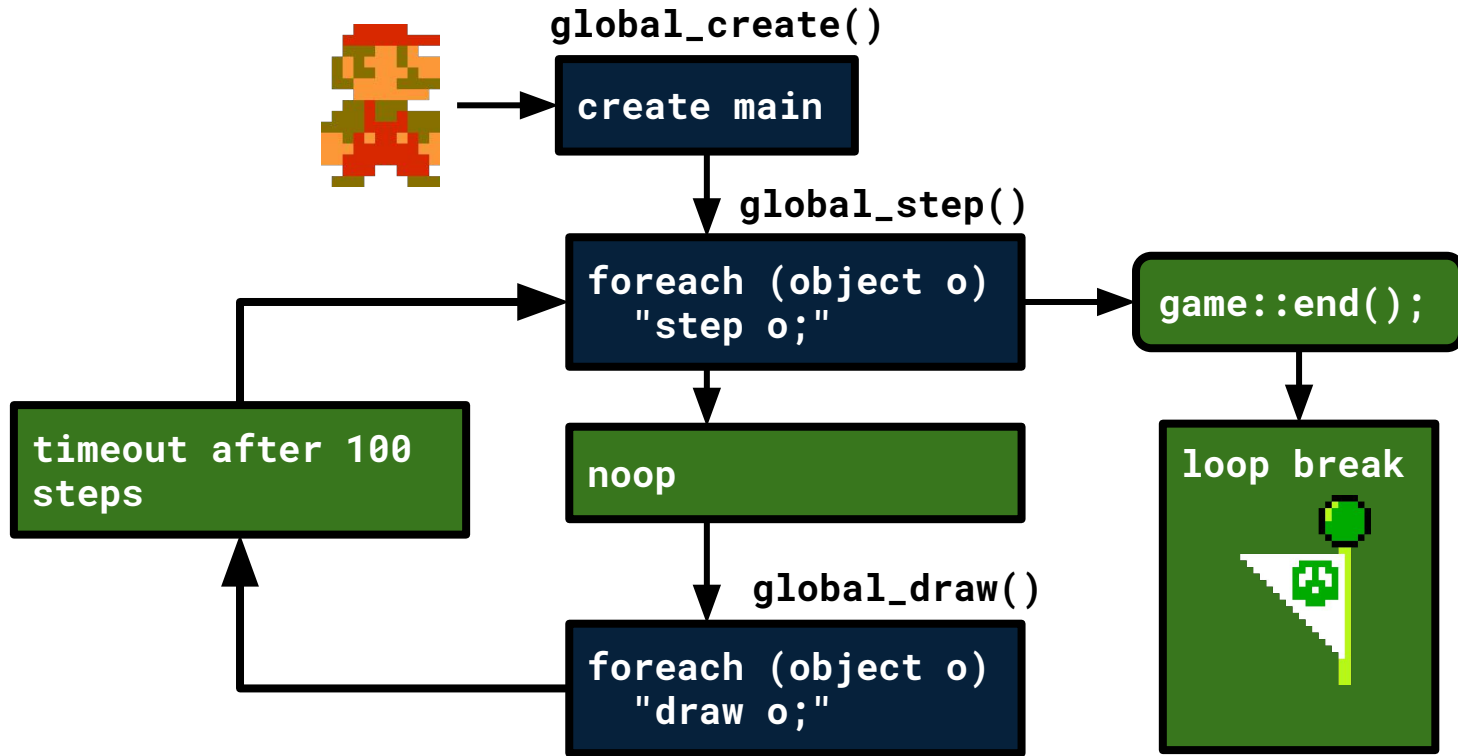 global_create()
create main
global_step()
foreach (object o)
"step o;"
game::end();
timeout after 100
steps
noop
loop break
global_draw()
foreach (object o)
"draw o;"